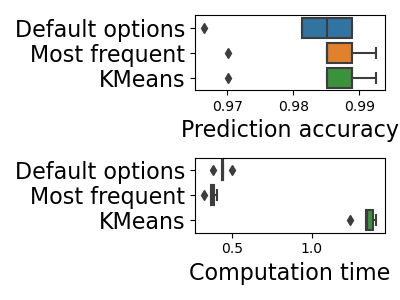 Default options
Most frequent
KMeans
0.97 0.98 0.99
Prediction accuracy
Default options
Most frequent
KMeans
0.5 1.0
Computation time